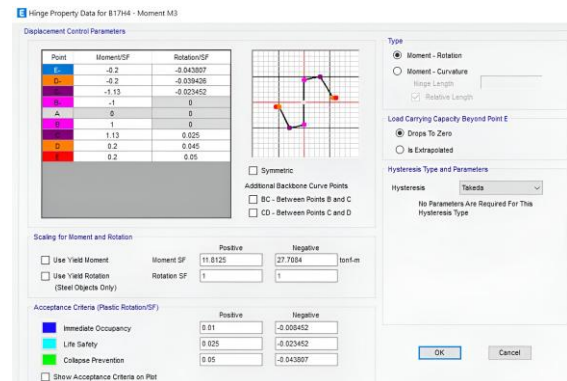 Hinge Property Data for B17H4 - Moment M3
Displacement Control Parameters
Point Moment/SF Rotation/SF
E- -0.2 -0.043807
D- -0.2 -0.039426
C- -1.13 -0.023452
B- -1 0
A 0 0
B 1 0
C 1.13 0.025
D 0.2 0.045
E 0.2 0.05
Symmetric
Additional Backbone Curve Points
BC - Between Points B and C
CD - Between Points C and D
Scaling for Moment and Rotation
Positive Negative
Use Yield Moment Moment SF 11.8125 27.7084 tonf-m
Use Yield Rotation Rotation SF 1 1
(Steel Objects Only)
Acceptance Criteria (Plastic Rotation/SF)
Positive Negative
Immediate Occupancy 0.01 -0.008452
Life Safety 0.025 -0.023452
Collapse Prevention 0.05 -0.043807
Show Acceptance Criteria on Plot
Type
Moment - Rotation
Moment - Curvature
Hinge Length
Relative Length
Load Carrying Capacity Beyond Point E
Drops To Zero
Is Extrapolated
Hysteresis Type and Parameters
Hysteresis Takeda
No Parameters Are Required For This
Hysteresis Type
OK Cancel